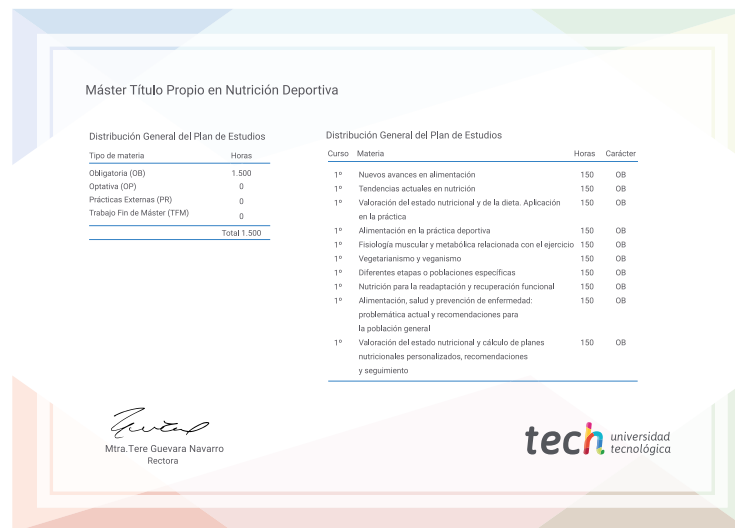 Máster Título Propio en Nutrición Deportiva
Distribución General del Plan de Estudios
Tipo de materia Horas
Obligatoria (OB) 1.500
Optativa (OP) 0
Prácticas Externas (PR) 0
Trabajo Fin de Máster (TFM) 0
Total 1.500
Distribución General del Plan de Estudios
Curso Materia Horas Carácter
1º Nuevos avances en alimentación 150 OB
1º Tendencias actuales en nutrición 150 OB
1º Valoración del estado nutricional y de la dieta. Aplicación 150 OB
en la práctica
1º Alimentación en la práctica deportiva 150 OB
1º Fisiología muscular y metabólica relacionada con el ejercicio 150 OB
1º Vegetarianismo y veganismo 150 OB
1º Diferentes etapas o poblaciones específicas 150 OB
1º Nutrición para la readaptación y recuperación funcional 150 OB
1º Alimentación, salud y prevención de enfermedad: 150 OB
problemática actual y recomendaciones para
la población general
1º Valoración del estado nutricional y cálculo de planes 150 OB
nutricionales personalizados, recomendaciones
y seguimiento
Mtra.Tere Guevara Navarro
Rectora
tech universidad
tecnológica